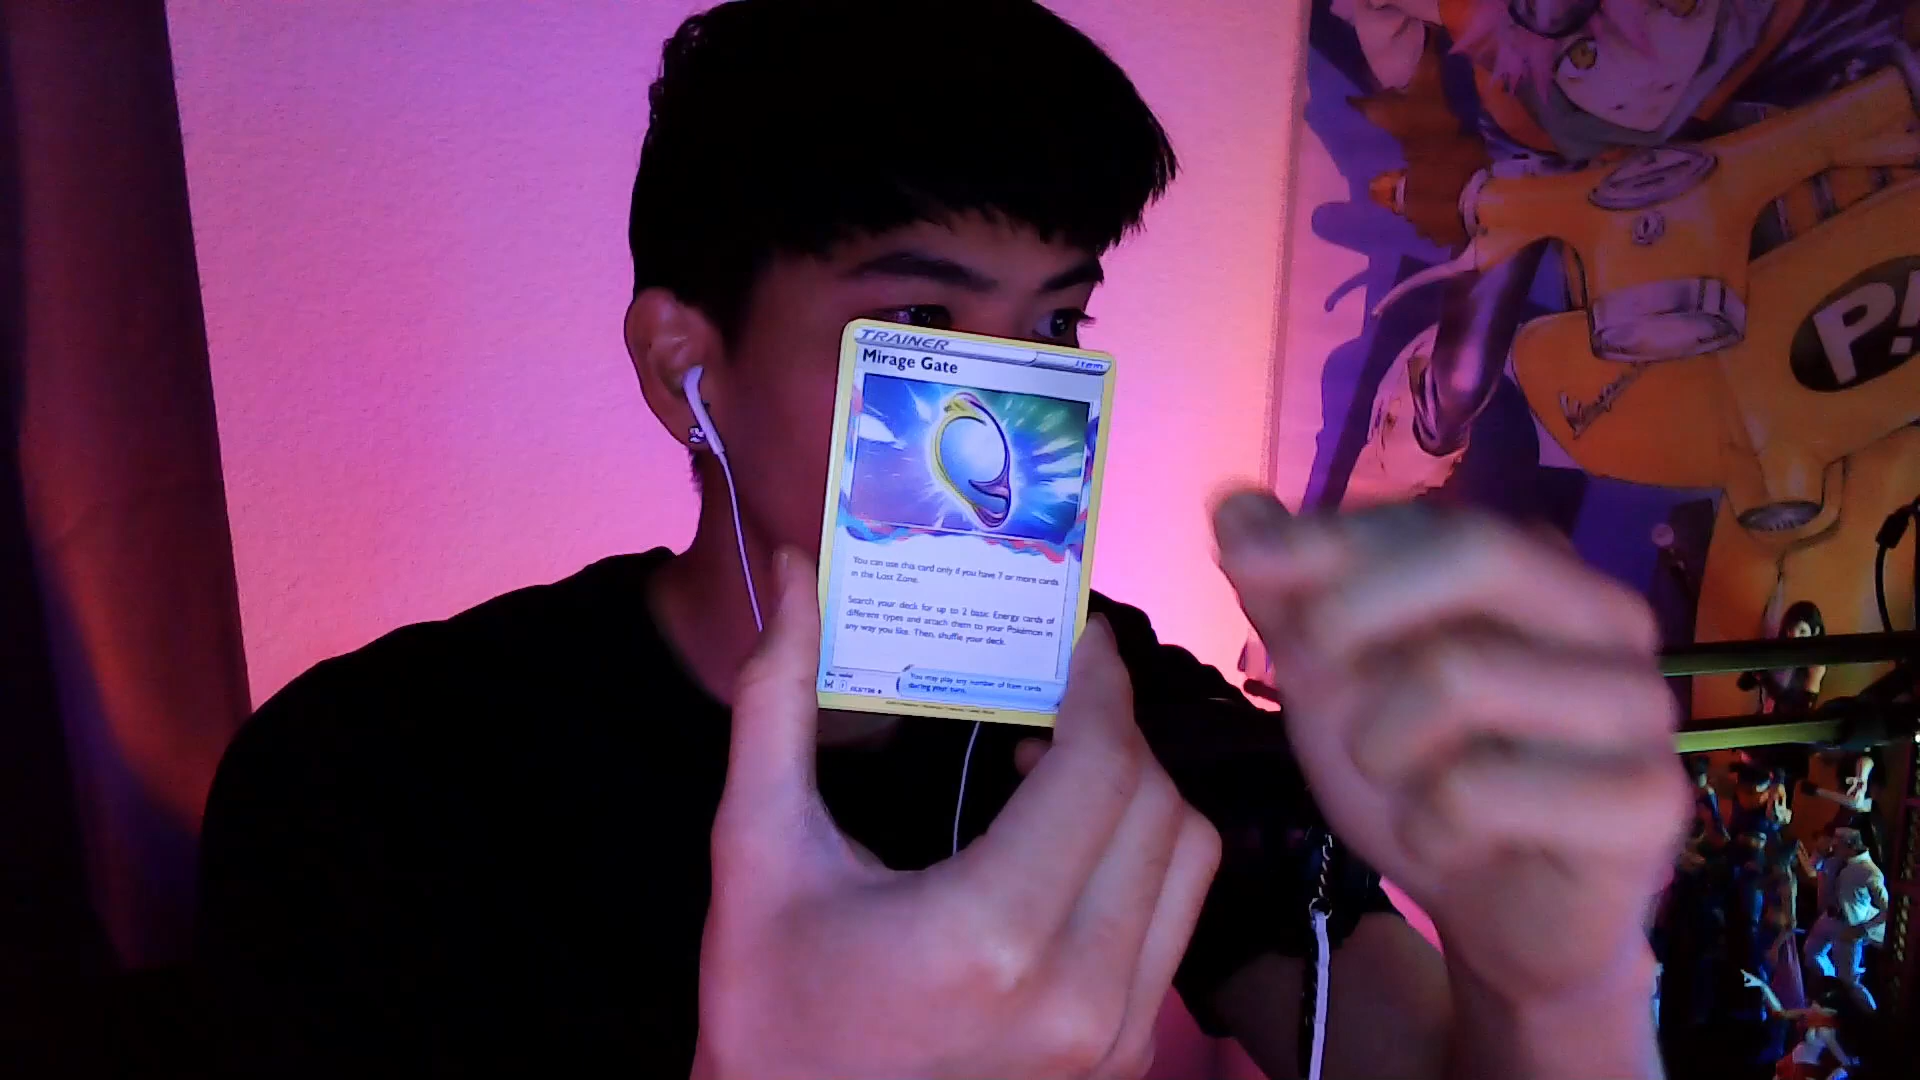 TRAINER
Item
Mirage Gate
You can use this card only if you have 7 or more cards
in the Lost Zone.
Search your deck for up to 2 basic Energy cards of
different types and attach them to your Pokémon in
any way you like. Then, shuffle your deck.
You may play any number of Item cards
during your turn.
P!